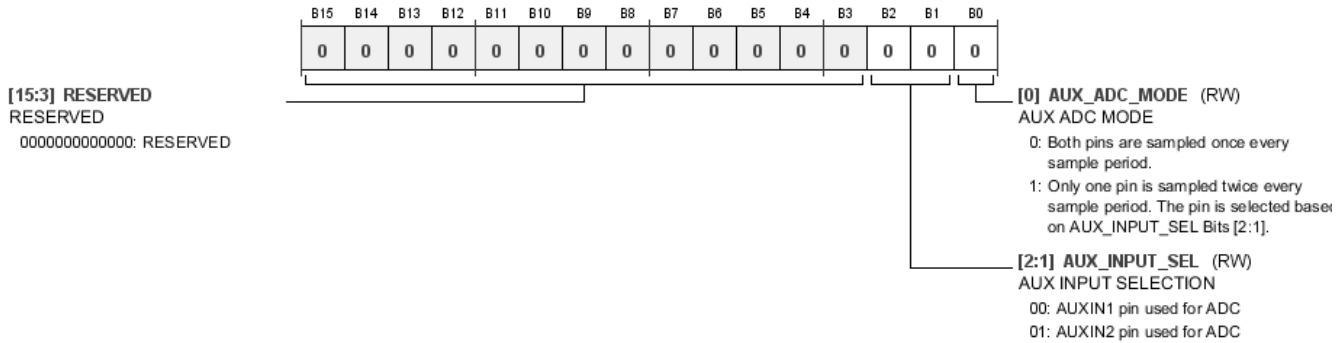 B15 B14 B13 B12 B11 B10 B9 B8 B7 B6 B5 B4 B3 B2 B1 B0
0 0 0 0 0 0 0 0 0 0 0 0 0 0 0 0
[15:3] RESERVED
RESERVED
0000000000000: RESERVED
[0] AUX_ADC_MODE (RW)
AUX ADC MODE
0: Both pins are sampled once every
sample period.
1: Only one pin is sampled twice every
sample period. The pin is selected based
on AUX_INPUT_SEL Bits [2:1].
[2:1] AUX_INPUT_SEL (RW)
AUX INPUT SELECTION
00: AUXIN1 pin used for ADC
01: AUXIN2 pin used for ADC